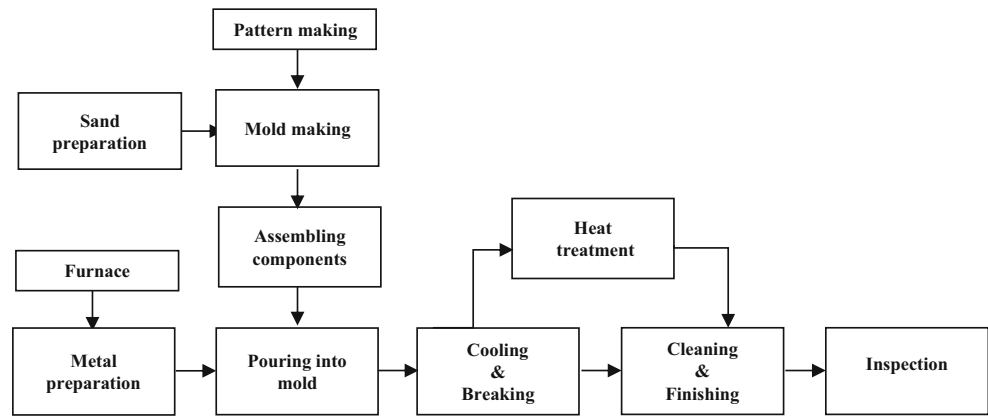 Pattern making
Sand
preparation
Mold making
Assembling
components
Heat
treatment
Furnace
Metal
preparation
Pouring into
mold
Cooling
&
Breaking
Cleaning
&
Finishing
Inspection